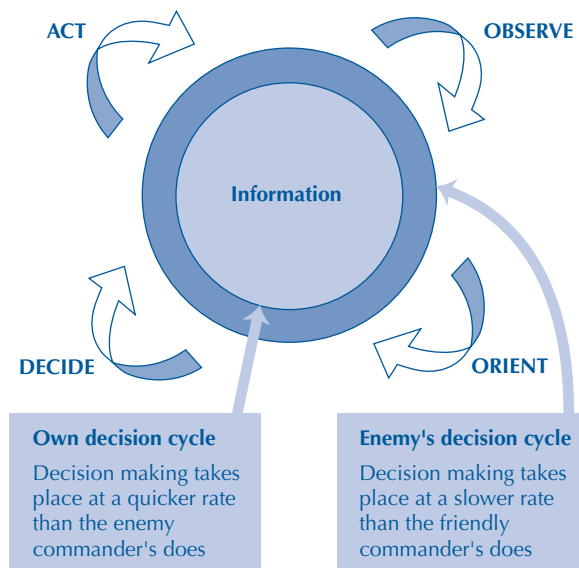 ACT
OBSERVE
Information
DECIDE
ORIENT
Own decision cycle
Decision making takes
place at a quicker rate
than the enemy
commander's does
Enemy's decision cycle
Decision making takes
place at a slower rate
than the friendly
commander's does